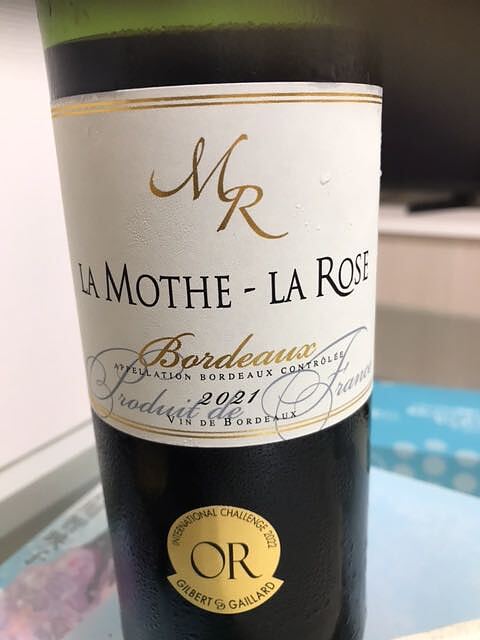 MR
LA MOTHE - LA ROSE
Bordeaux
APPELLATION BORDEAUX CONTRÔLÉE
2021
Produit de France
VIN DE BORDEAUX
INTERNATIONAL CHALLENGE 2022
OR
GILBERT & GAILLARD